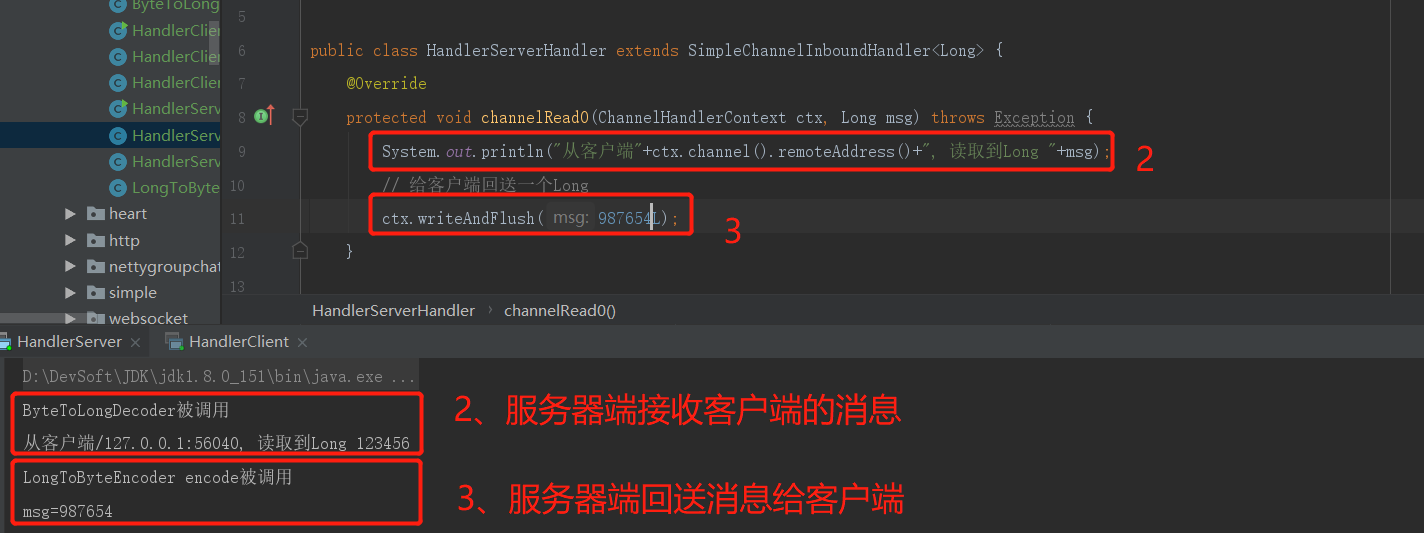 ByteToLong
HandlerClie
HandlerClie
HandlerClie
HandlerServ
HandlerServ
HandlerServ
LongToByte
heart
http
nettygroupchat
simple
websocket
5
6 public class HandlerServerHandler extends SimpleChannelInboundHandler<Long> {
7 @Override
8 protected void channelRead0(ChannelHandlerContext ctx, Long msg) throws Exception {
9 System.out.println("从客户端"+ctx.channel().remoteAddress()+", 读取到Long "+msg);
2
10 // 给客户端回送一个Long
11 ctx.writeAndFlush( msg: 987654L);
3
12 }
13
HandlerServerHandler › channelRead0()
HandlerServer × HandlerClient ×
D:\DevSoft\JDK\jdk1.8.0_151\bin\java.exe ...
ByteToLongDecoder被调用
从客户端/127.0.0.1:56040, 读取到Long 123456
2、服务器端接收客户端的消息
LongToByteEncoder encode被调用
msg=987654
3、服务器端回送消息给客户端